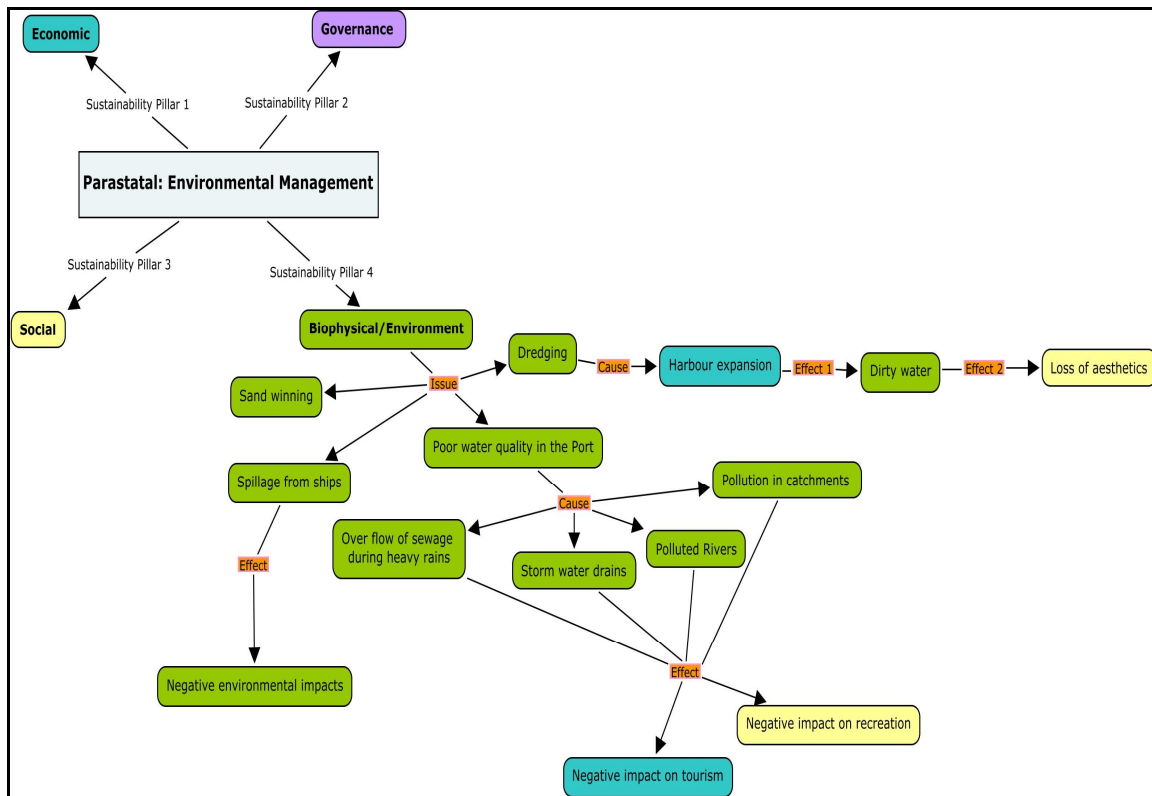 Economic
Governance
Sustainability Pillar 1
Sustainability Pillar 2
Parastatal: Environmental Management
Sustainability Pillar 3
Sustainability Pillar 4
Social
Biophysical/Environment
Dredging
Cause
Harbour expansion
Effect 1
Dirty water
Effect 2
Loss of aesthetics
Issue
Sand winning
Poor water quality in the Port
Spillage from ships
Pollution in catchments
Cause
Over flow of sewage
during heavy rains
Storm water drains
Polluted Rivers
Effect
Effect
Negative environmental impacts
Negative impact on recreation
Negative impact on tourism